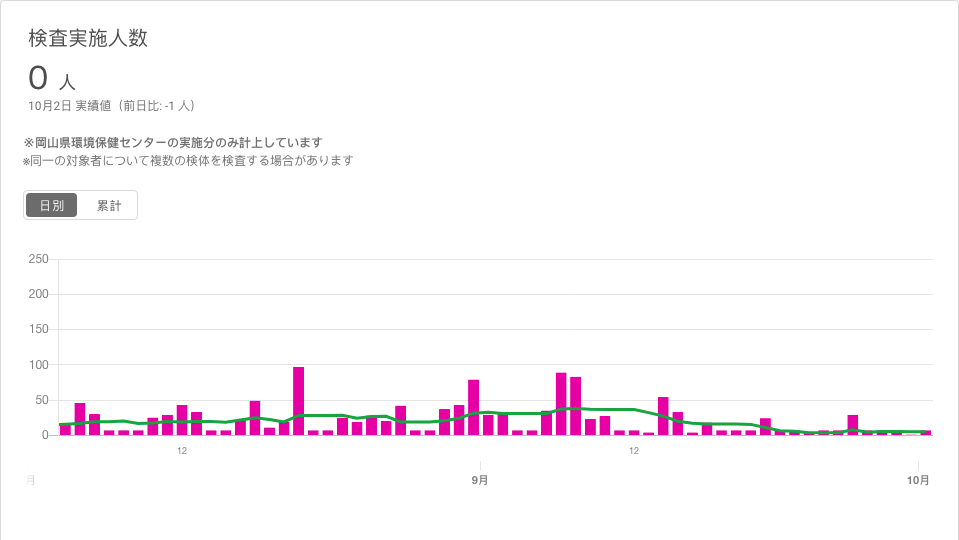 検査実施人数
0 人
10月2日 実績値（前日比: -1 人）
※岡山県環境保健センターの実施分のみ計上しています
※同一の対象者について複数の検体を検査する場合があります
日別 累計
250
200
150
100
50
0
12 12
月 9月 10月